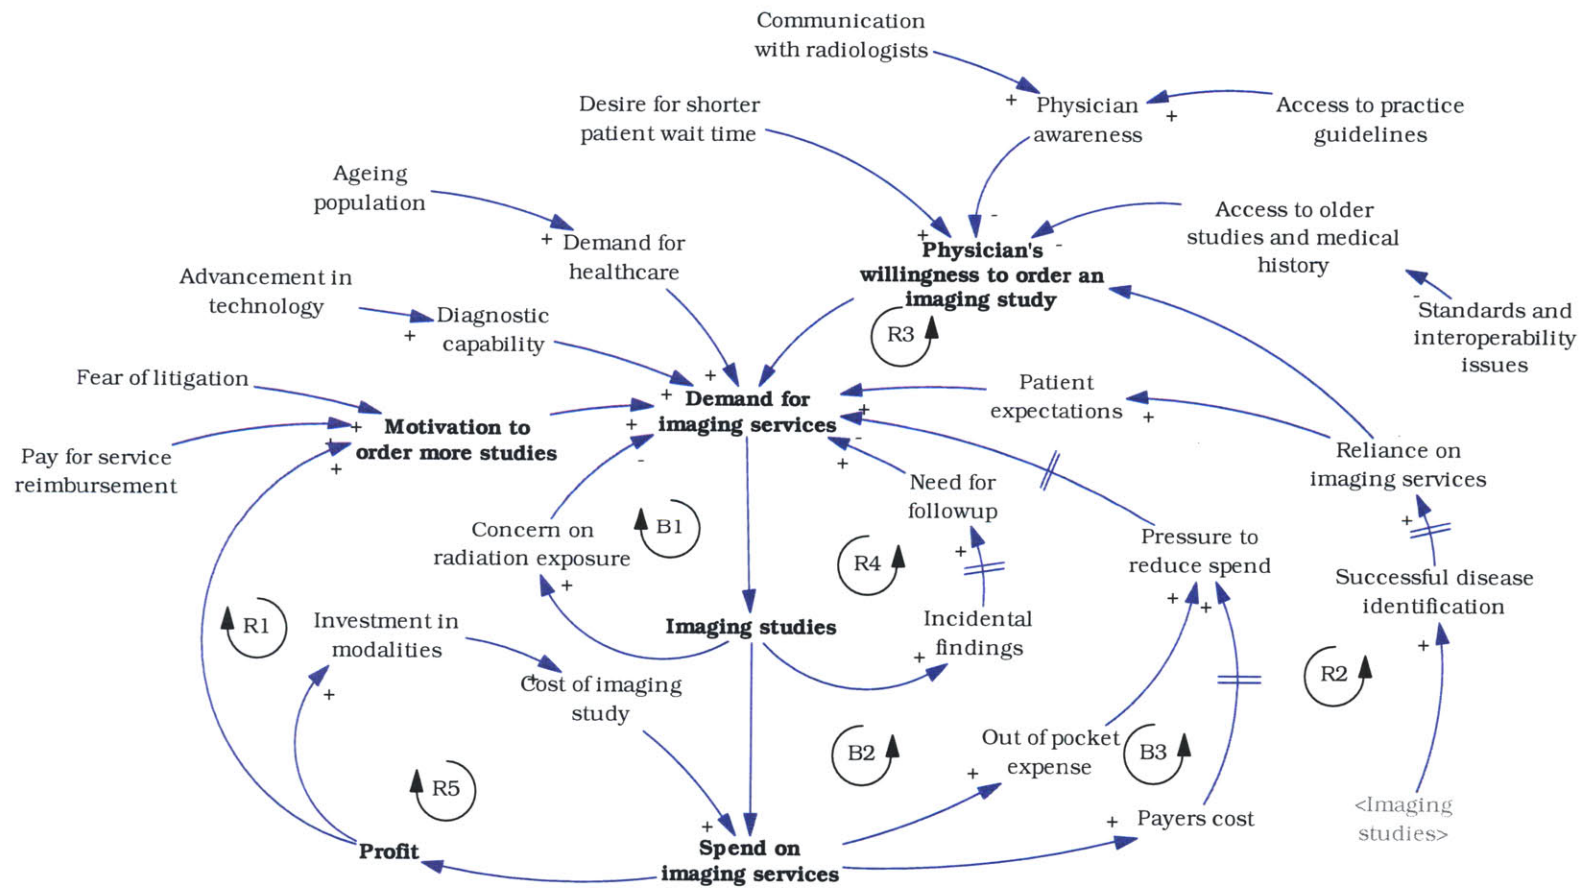 Communication
with radiologists
Desire for shorter
patient wait time
+
Physician
awareness
+
Access to practice
guidelines
Ageing
population
+
Demand for
healthcare
-
+
-
Physician's
willingness to order an
imaging study
Access to older
studies and medical
history
Advancement in
technology
+
Diagnostic
capability
R3
-
Standards and
interoperability
issues
Fear of litigation
+
+
Demand for
imaging services
Patient
expectations
+
+
+
+
+
Motivation to
order more studies
+
-
-
+
Pay for service
reimbursement
Reliance on
imaging services
Need for
followup
+
Concern on
radiation exposure
B1
+
R4
+
Pressure to
reduce spend
Successful disease
identification
+
+
R1
Investment in
modalities
+
Imaging studies
Incidental
findings
+
+
R2
+
Cost of imaging
study
B2
Out of pocket
expense
B3
+
R5
<Imaging
studies>
+
+
Payers cost
Profit
Spend on
imaging services